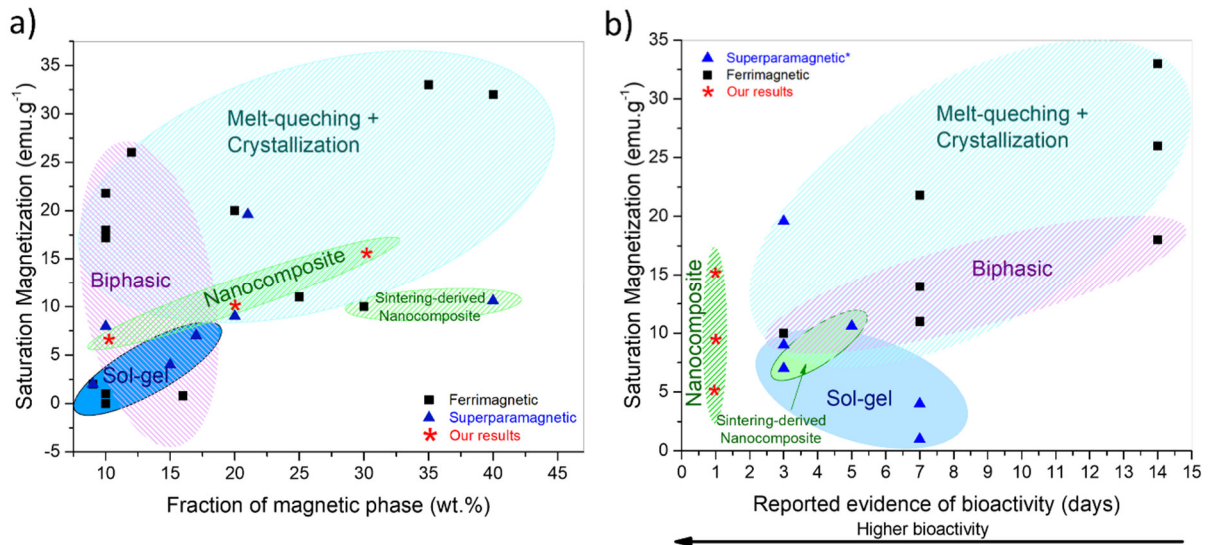 a)
Saturation Magnetization (emu.g-1)
35
30
25
20
15
10
5
0
-5
Melt-queching +
Crystallization
Biphasic
Nanocomposite
Sintering-derived
Nanocomposite
Sol-gel
Ferrimagnetic
Superparamagnetic
Our results
10 15 20 25 30 35 40 45
Fraction of magnetic phase (wt.%)
b)
Saturation Magnetization (emu.g-1)
35
30
25
20
15
10
5
0
Superparamagnetic*
Ferrimagnetic
Our results
Melt-queching +
Crystallization
Biphasic
Nanocomposite
Sol-gel
Sintering-derived
Nanocomposite
0 1 2 3 4 5 6 7 8 9 10 11 12 13 14 15
Reported evidence of bioactivity (days)
Higher bioactivity